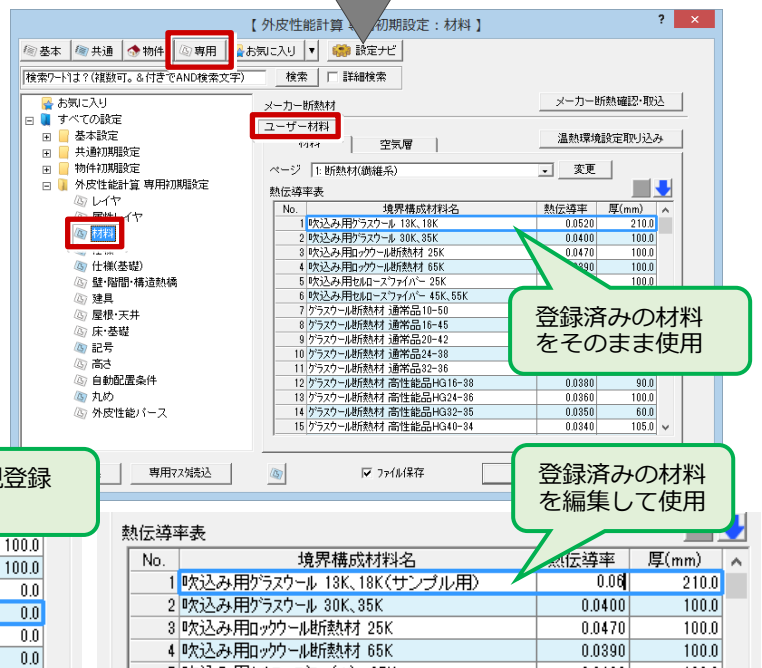 【 外皮性能計算 専用初期設定：材料 】
? ×
基本 共通 物件 専用 お気に入り 設定ナビ
検索ワードは？(複数可。&付きでAND検索文字) 検索 詳細検索
お気に入り
すべての設定
基本設定
共通初期設定
物件初期設定
外皮性能計算 専用初期設定
レイヤ
属性レイヤ
材料
仕様(基礎)
壁・階間・構造熱橋
建具
屋根・天井
床・基礎
記号
高さ
自動配置条件
丸め
外皮性能パース
メーカー断熱材
メーカー断熱確認・取込
ユーザー材料
材料 空気層
温熱環境設定取り込み
ページ 1: 断熱材(繊維系) 変更
熱伝導率表
No. 境界構成材料名 熱伝導率 厚(mm)
1 吹込み用グラスウール 13K、18K 0.0520 210.0
2 吹込み用グラスウール 30K、35K 0.0400 100.0
3 吹込み用ロックウール断熱材 25K 0.0470 100.0
4 吹込み用ロックウール断熱材 65K 0.0390 100.0
5 吹込み用セルローズファイバー 25K 100.0
6 吹込み用セルローズファイバー 45K、55K
7 グラスウール断熱材 通常品10-50
8 グラスウール断熱材 通常品16-45
9 グラスウール断熱材 通常品20-42
10 グラスウール断熱材 通常品24-38
11 グラスウール断熱材 通常品32-36
12 グラスウール断熱材 高性能品HG16-38 0.0380 90.0
13 グラスウール断熱材 高性能品HG24-36 0.0360 100.0
14 グラスウール断熱材 高性能品HG32-35 0.0350 60.0
15 グラスウール断熱材 高性能品HG40-34 0.0340 105.0
登録済みの材料
をそのまま使用
専用マスタ読込 ファイル保存
登録
登録済みの材料
を編集して使用
100.0
100.0
0.0
0.0
0.0
0.0
熱伝導率表
No. 境界構成材料名 熱伝導率 厚(mm)
1 吹込み用グラスウール 13K、18K(サンプル用) 0.06 210.0
2 吹込み用グラスウール 30K、35K 0.0400 100.0
3 吹込み用ロックウール断熱材 25K 0.0470 100.0
4 吹込み用ロックウール断熱材 65K 0.0390 100.0